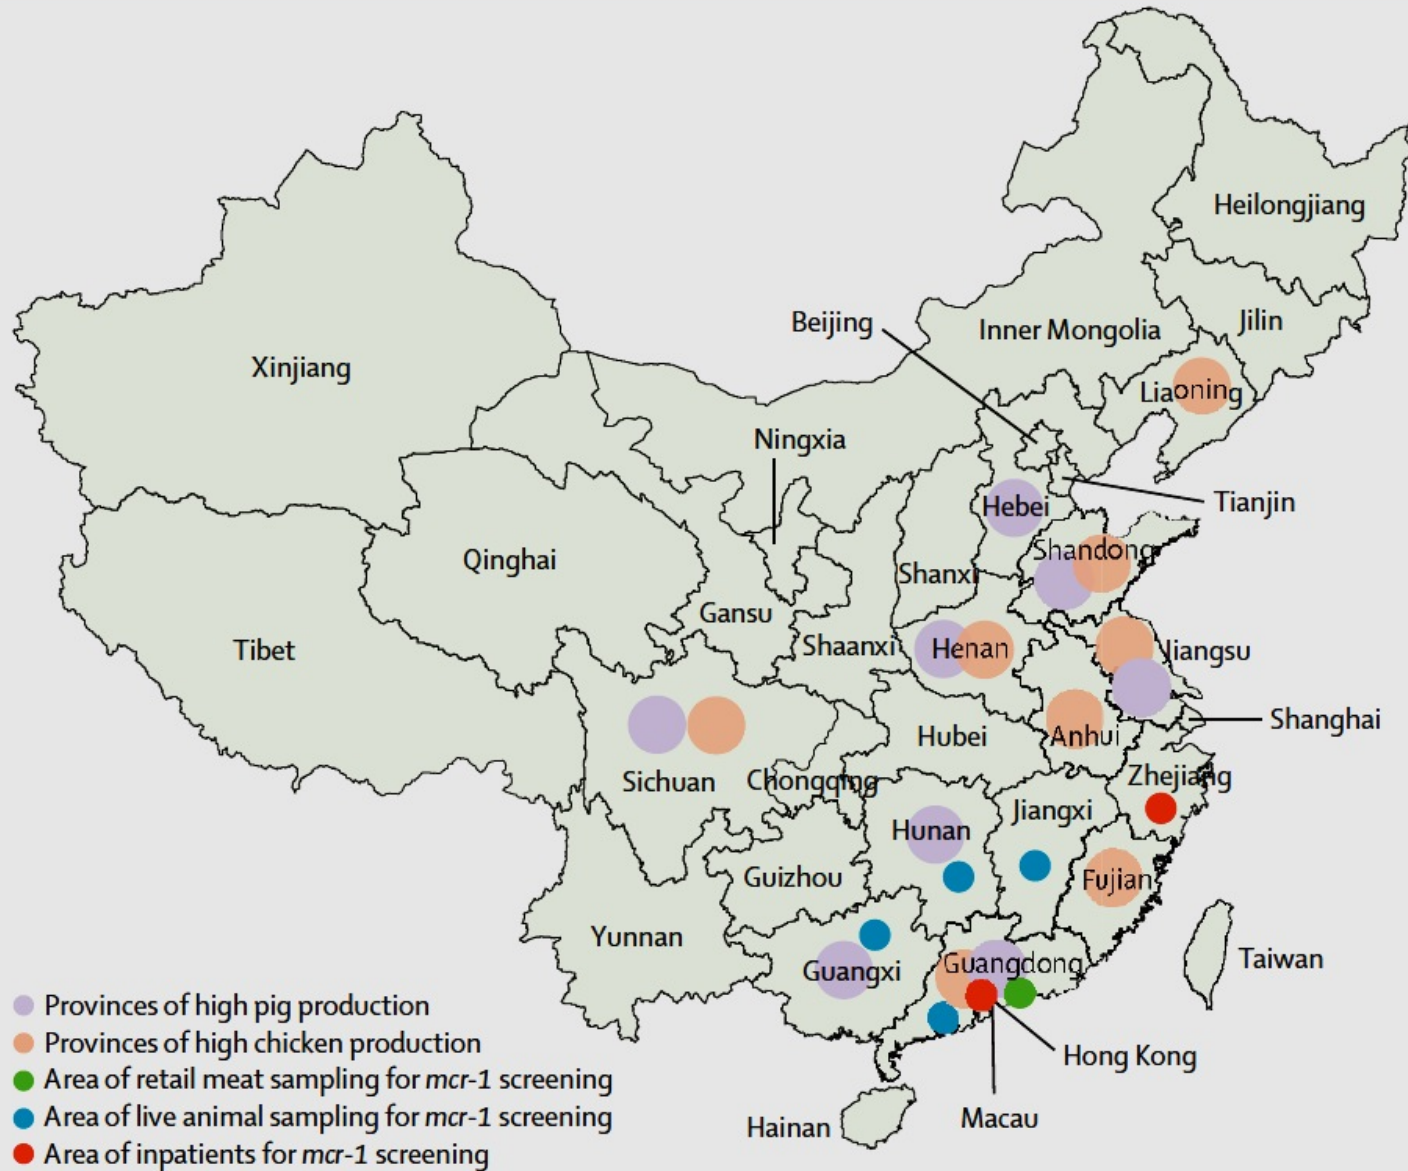 Heilongjiang
Beijing
Inner Mongolia
Jilin
Xinjiang
Liaoning
Ningxia
Tianjin
Hebei
Shandong
Qinghai
Shanxi
Gansu
Tibet
Shaanxi
Henan
Jiangsu
Shanghai
Hubei
Anhui
Sichuan
Chongqing
Zhejiang
Jiangxi
Hunan
Guizhou
Fujian
Yunnan
Guangxi
Guangdong
Taiwan
Hong Kong
Macau
Hainan
Provinces of high pig production
Provinces of high chicken production
Area of retail meat sampling for mcr-1 screening
Area of live animal sampling for mcr-1 screening
Area of inpatients for mcr-1 screening